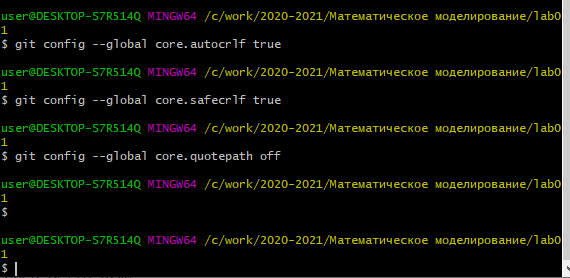 user@DESKTOP-S7R514Q MINGW64 /c/work/2020-2021/Математическое моделирование/lab0
1
$ git config --global core.autocrlf true
user@DESKTOP-S7R514Q MINGW64 /c/work/2020-2021/Математическое моделирование/lab0
1
$ git config --global core.safecrlf true
user@DESKTOP-S7R514Q MINGW64 /c/work/2020-2021/Математическое моделирование/lab0
1
$ git config --global core.quotepath off
user@DESKTOP-S7R514Q MINGW64 /c/work/2020-2021/Математическое моделирование/lab0
1
$
user@DESKTOP-S7R514Q MINGW64 /c/work/2020-2021/Математическое моделирование/lab0
1
$